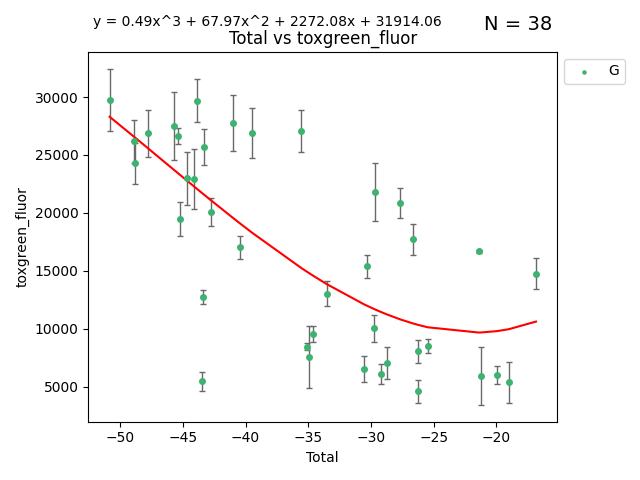 y = 0.49x^3 + 67.97x^2 + 2272.08x + 31914.06
N = 38
Total vs toxgreen_fluor
G
30000
25000
20000
15000
10000
5000
toxgreen_fluor
−50
−45
−40
−35
−30
−25
−20
Total